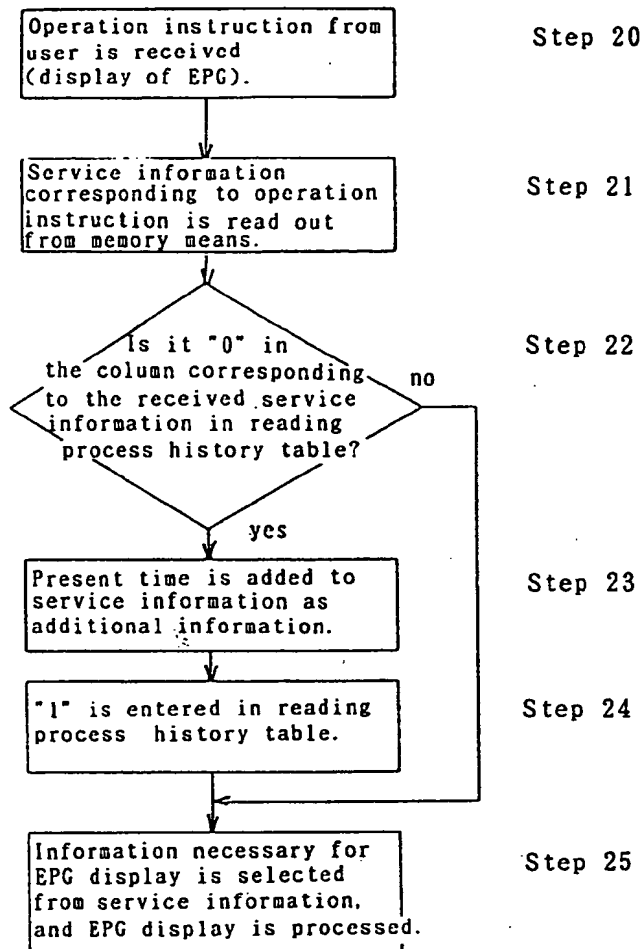 Operation instruction from
user is received
(display of EPG).
Step 20
Service information
corresponding to operation
instruction is read out
from memory means.
Step 21
Is it "0" in
the column corresponding
to the received service
information in reading
process history table?
Step 22
no
yes
Present time is added to
service information as
additional information.
Step 23
"1" is entered in reading
process history table.
Step 24
Information necessary for
EPG display is selected
from service information,
and EPG display is processed.
Step 25